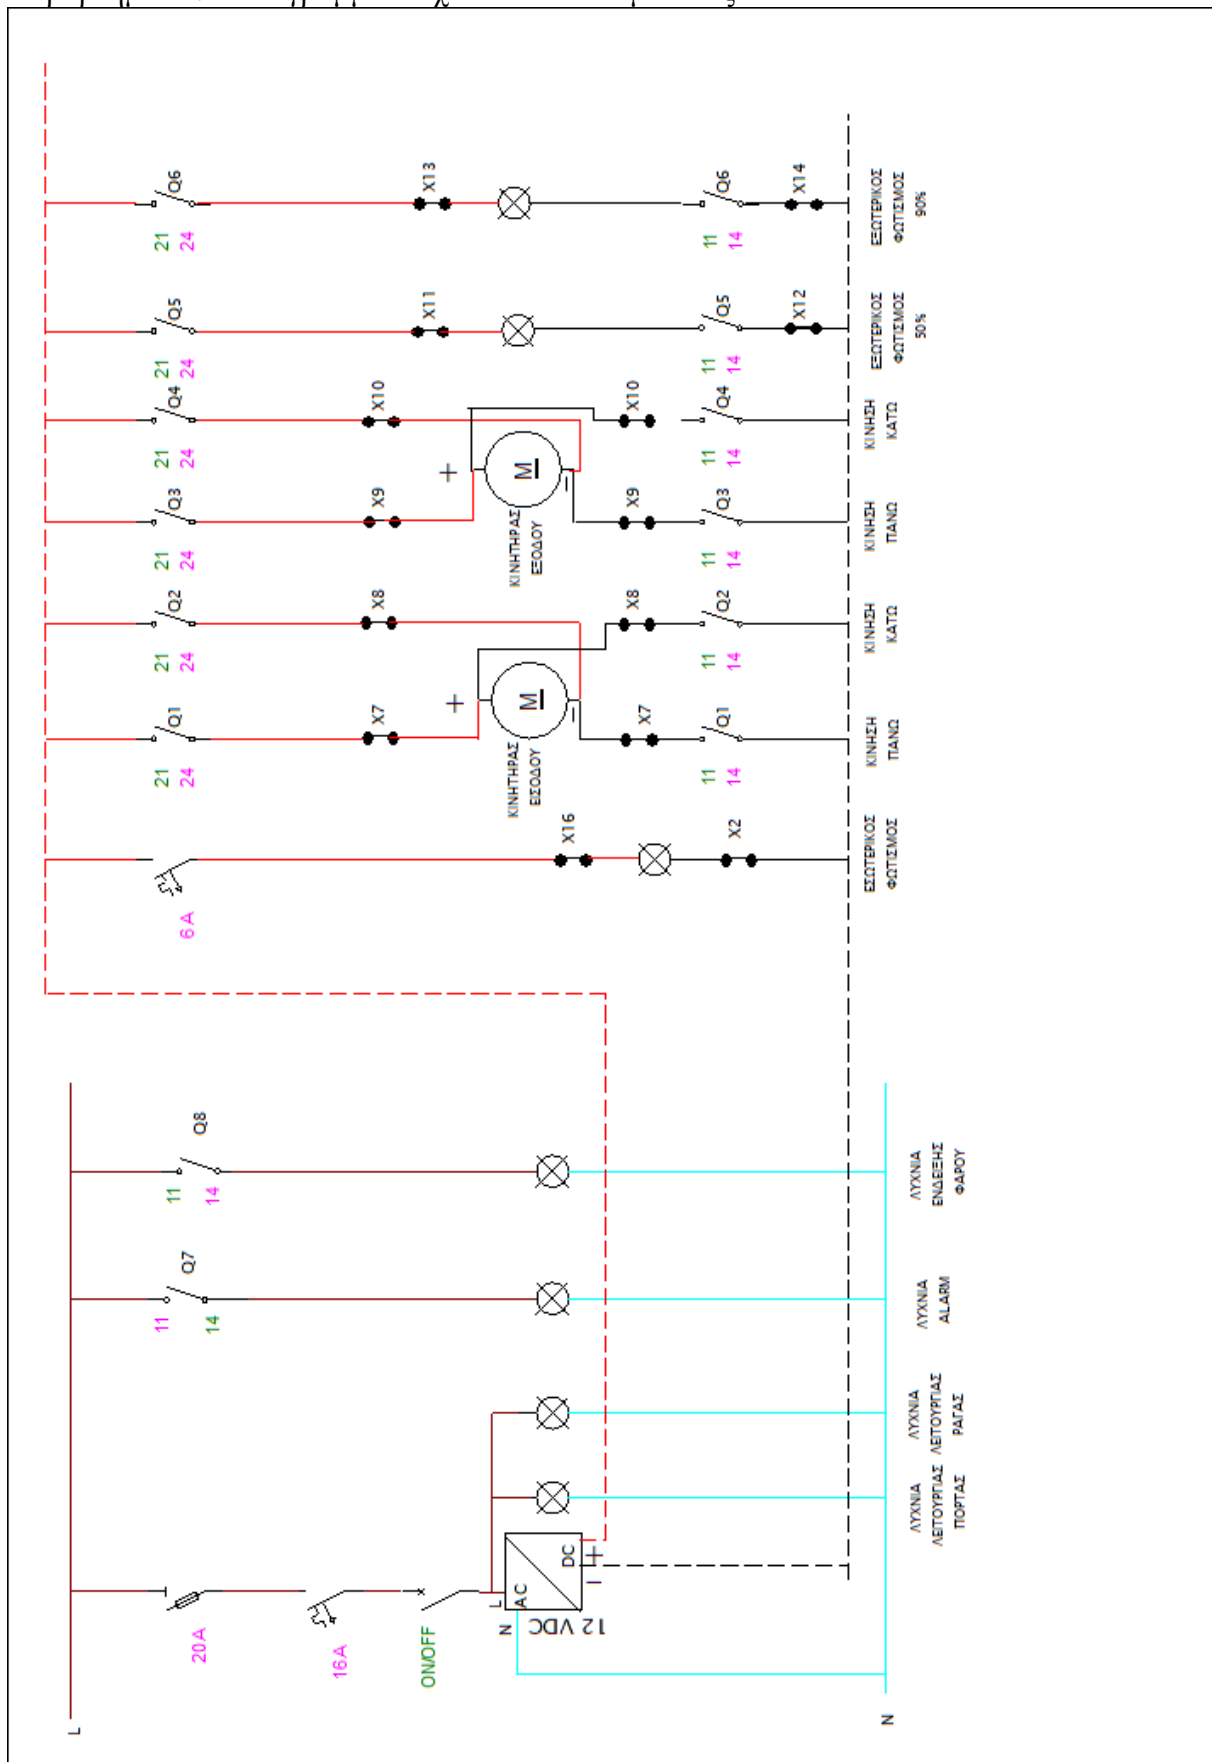 L
20A
16A
ON/OFF
L
N
AC
DC
+
−
12 VDC
11
14
Q7
11
14
Q8
N
ΛΥΧΝΙΑ
ΛΕΙΤΟΥΡΓΙΑΣ
ΠΟΡΤΑΣ
ΛΥΧΝΙΑ
ΛΕΙΤΟΥΡΓΙΑΣ
ΡΑΓΑΣ
ΛΥΧΝΙΑ
ALARM
ΛΥΧΝΙΑ
ΕΝΔΕΙΞΗΣ
ΦΑΡΟΥ
6A
X16
X2
ΕΣΩΤΕΡΙΚΟΣ
ΦΩΤΙΣΜΟΣ
21
24
Q1
X7
ΚΙΝΗΤΗΡΑΣ
ΕΙΣΟΔΟΥ
+
M
−
X7
11
14
Q1
ΚΙΝΗΣΗ
ΠΑΝΩ
21
24
Q2
X8
X8
11
14
Q2
ΚΙΝΗΣΗ
ΚΑΤΩ
21
24
Q3
X9
ΚΙΝΗΤΗΡΑΣ
ΕΞΟΔΟΥ
+
M
−
X9
11
14
Q3
ΚΙΝΗΣΗ
ΠΑΝΩ
21
24
Q4
X10
X10
11
14
Q4
ΚΙΝΗΣΗ
ΚΑΤΩ
21
24
Q5
X11
11
14
Q5
X12
ΕΞΩΤΕΡΙΚΟΣ
ΦΩΤΙΣΜΟΣ
50%
21
24
Q6
X13
11
14
Q6
X14
ΕΞΩΤΕΡΙΚΟΣ
ΦΩΤΙΣΜΟΣ
90%